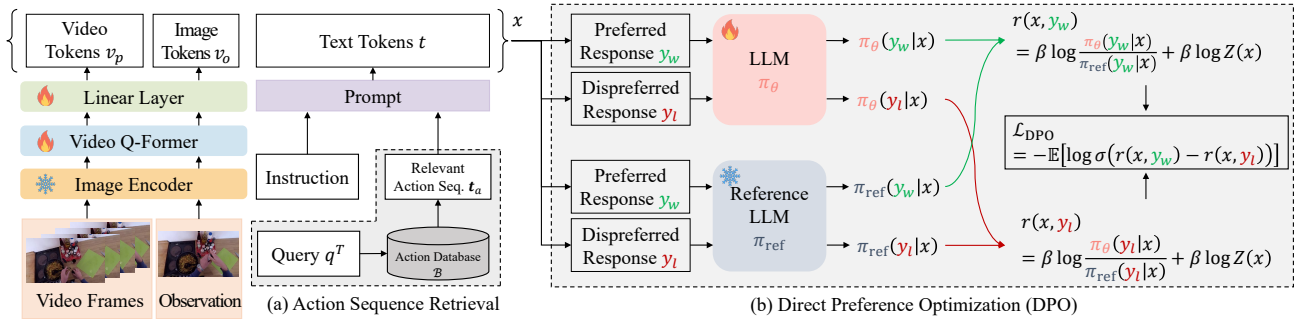 Video
Tokens v_p
Image
Tokens v_o
Linear Layer
Video Q-Former
Image Encoder
Video Frames
Observation
Text Tokens t
Prompt
Instruction
Relevant
Action Seq. t_a
Query q^T
Action Database
ℬ
(a) Action Sequence Retrieval
x
Preferred
Response y_w
Dispreferred
Response y_l
LLM
π_θ
π_θ(y_w|x)
π_θ(y_l|x)
Preferred
Response y_w
Dispreferred
Response y_l
Reference
LLM
π_ref
π_ref(y_w|x)
π_ref(y_l|x)
r(x, y_w)
= β log π_θ(y_w|x) / π_ref(y_w|x) + β log Z(x)
ℒ_DPO
= −𝔼[log σ(r(x, y_w) − r(x, y_l))]
r(x, y_l)
= β log π_θ(y_l|x) / π_ref(y_l|x) + β log Z(x)
(b) Direct Preference Optimization (DPO)